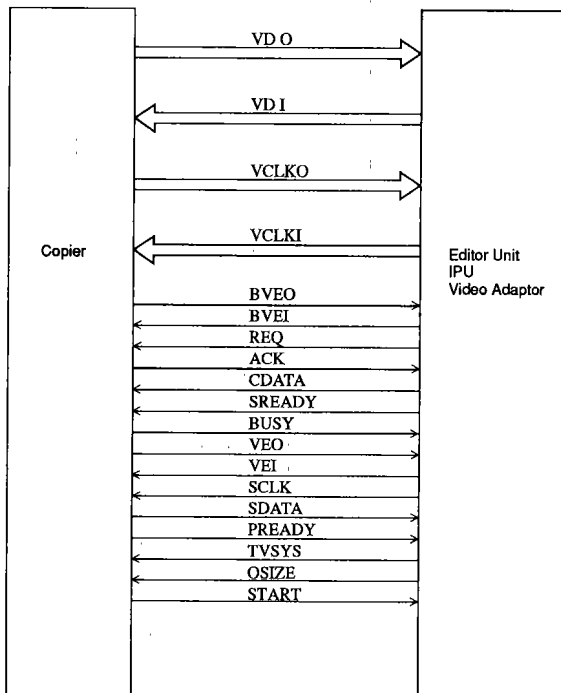 VD O
VD I
VCLKO
VCLKI
Copier
Editor Unit
IPU
Video Adaptor
BVEO
BVEI
REQ
ACK
CDATA
SREADY
BUSY
VEO
VEI
SCLK
SDATA
PREADY
TVSYS
OSIZE
START